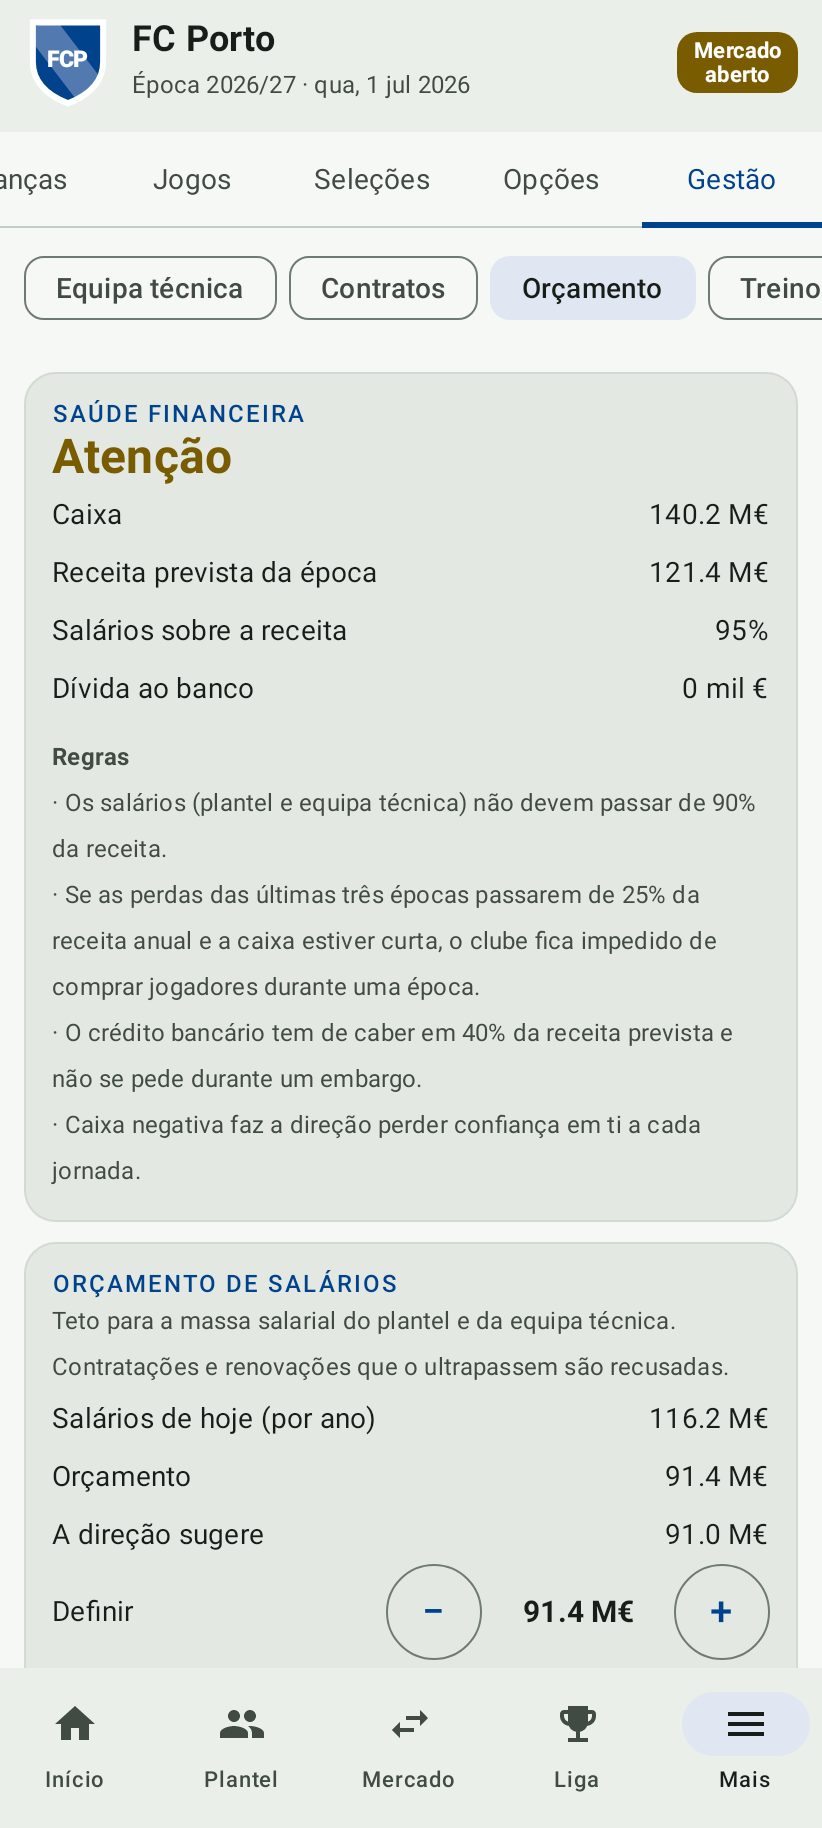 FCP
FC Porto
Época 2026/27 · qua, 1 jul 2026
Mercado
aberto
anças
Jogos
Seleções
Opções
Gestão
Equipa técnica
Contratos
Orçamento
Treino
SAÚDE FINANCEIRA
Atenção
Caixa 140.2 M€
Receita prevista da época 121.4 M€
Salários sobre a receita 95%
Dívida ao banco 0 mil €
Regras
· Os salários (plantel e equipa técnica) não devem passar de 90%
da receita.
· Se as perdas das últimas três épocas passarem de 25% da
receita anual e a caixa estiver curta, o clube fica impedido de
comprar jogadores durante uma época.
· O crédito bancário tem de caber em 40% da receita prevista e
não se pede durante um embargo.
· Caixa negativa faz a direção perder confiança em ti a cada
jornada.
ORÇAMENTO DE SALÁRIOS
Teto para a massa salarial do plantel e da equipa técnica.
Contratações e renovações que o ultrapassem são recusadas.
Salários de hoje (por ano) 116.2 M€
Orçamento 91.4 M€
A direção sugere 91.0 M€
Definir − 91.4 M€ +
Início
Plantel
Mercado
Liga
Mais